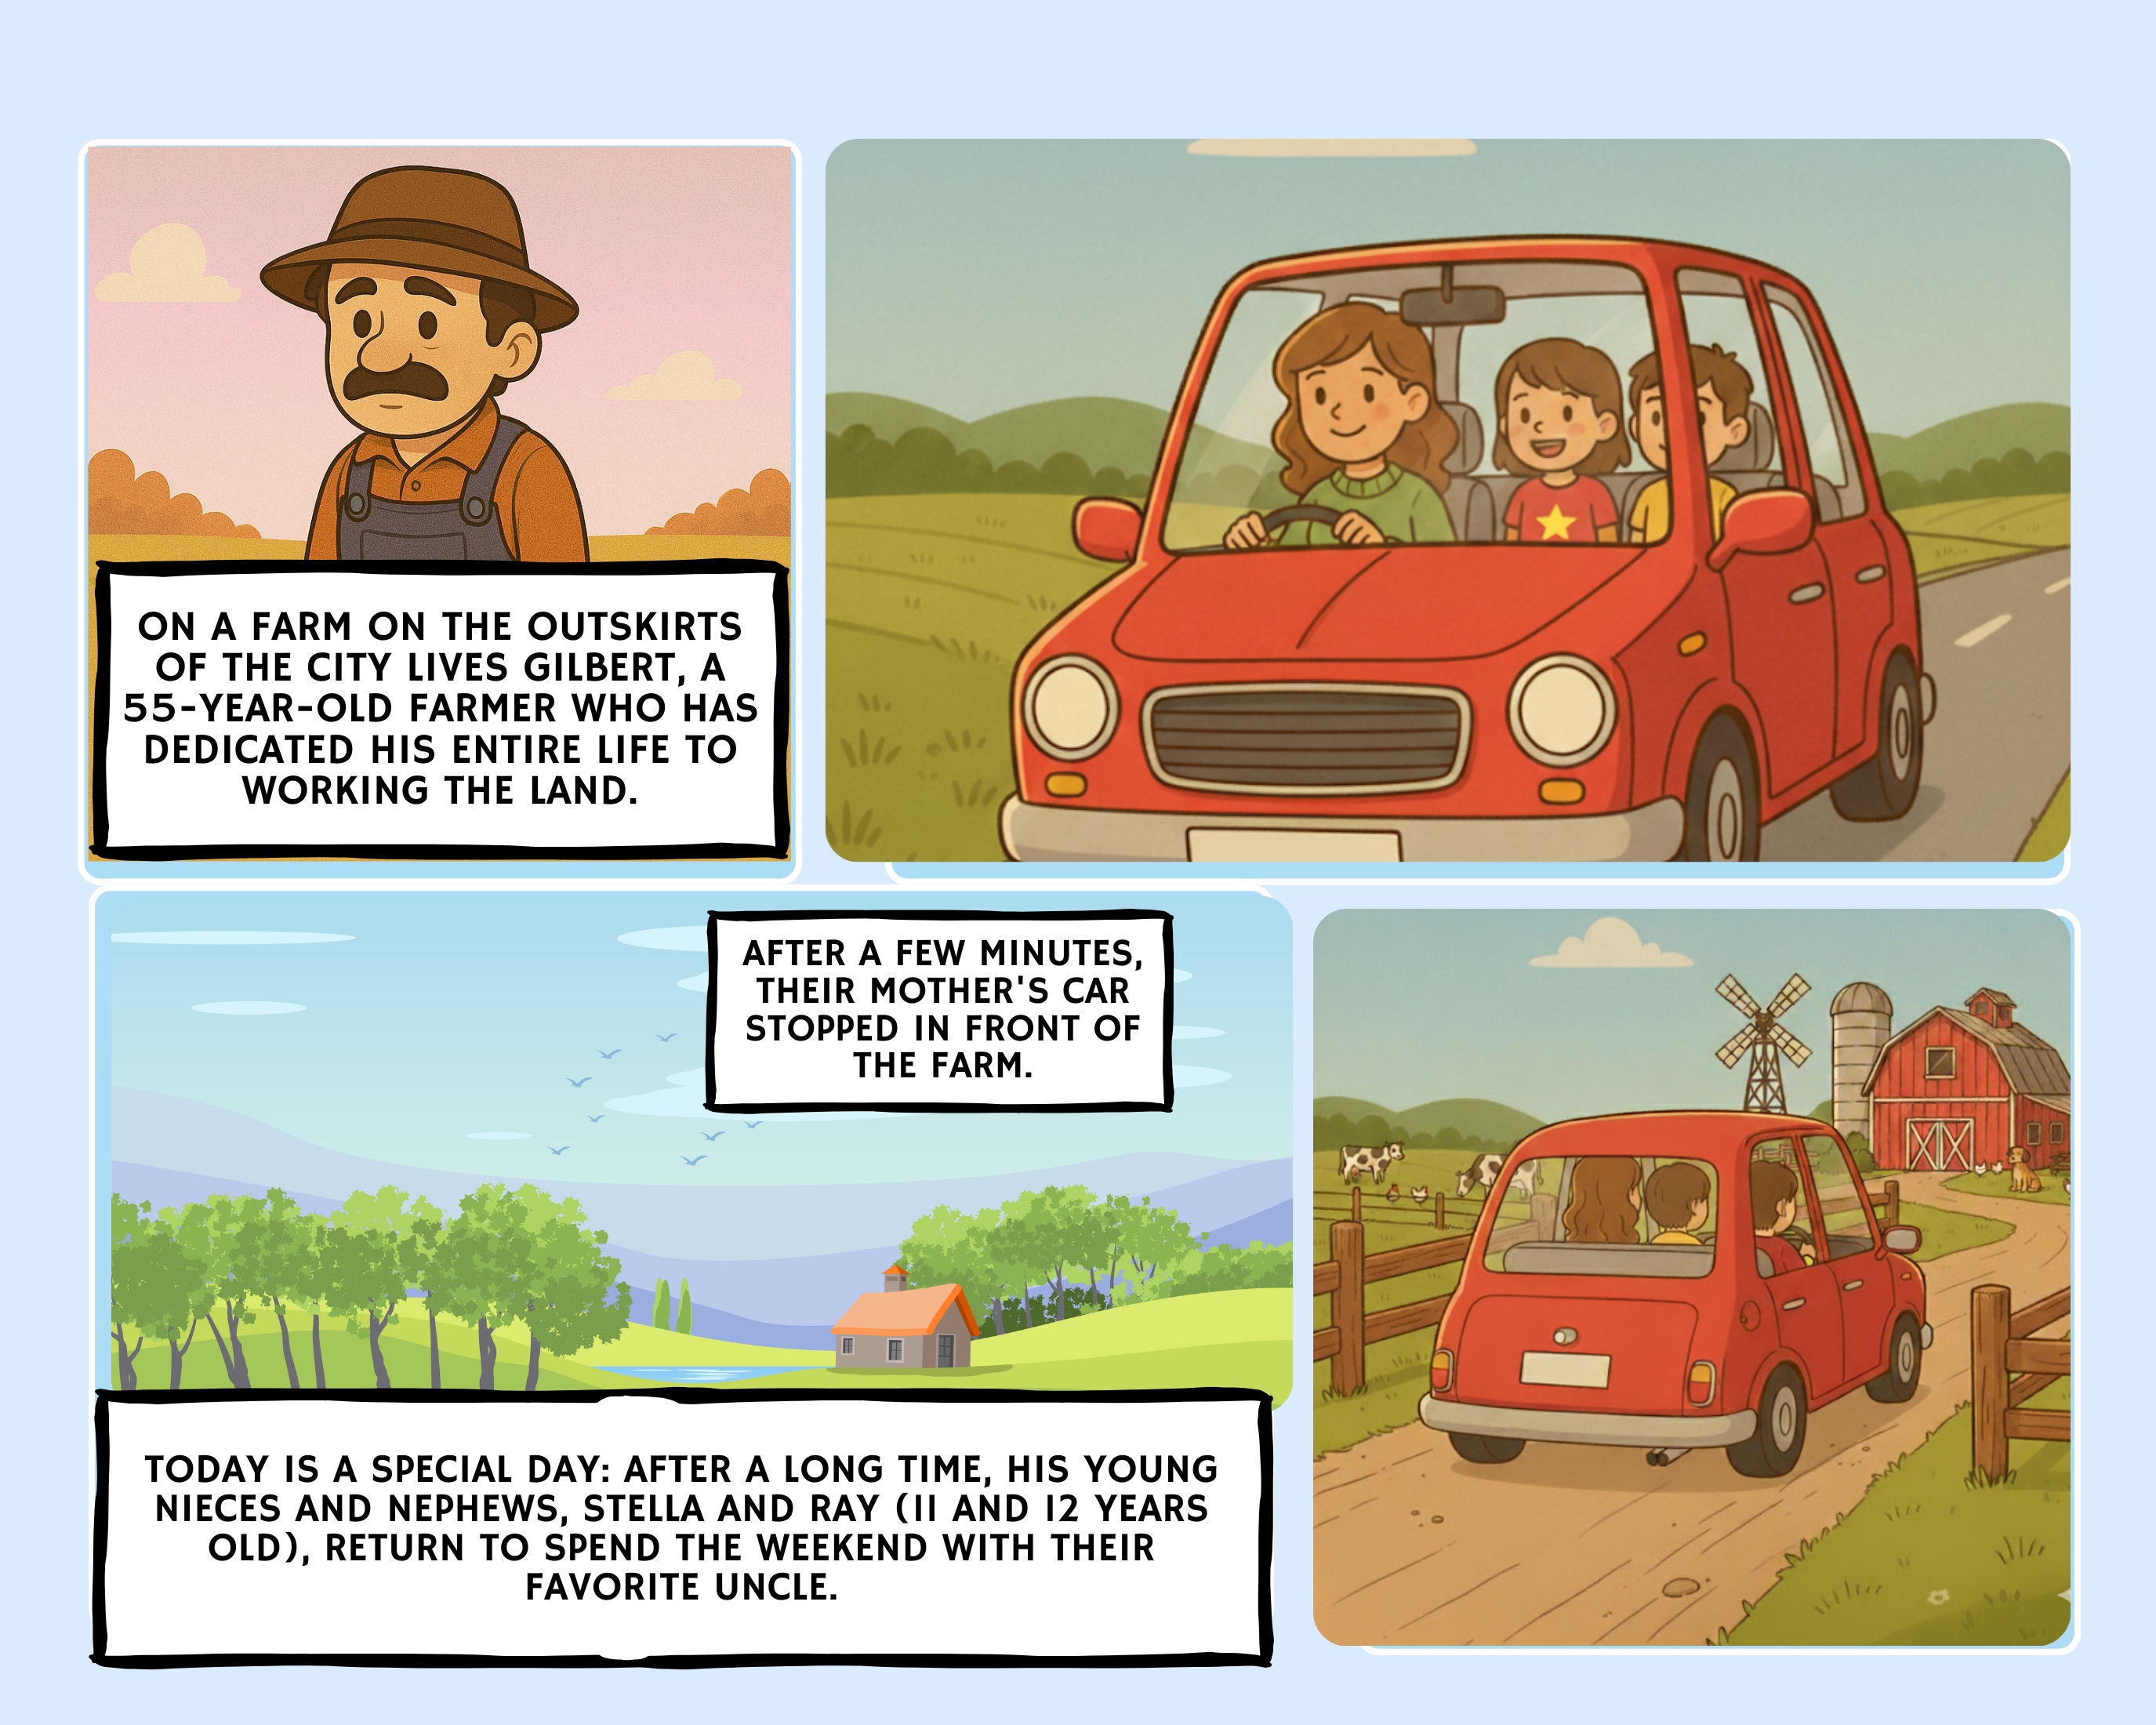 ON A FARM ON THE OUTSKIRTS
OF THE CITY LIVES GILBERT, A
55-YEAR-OLD FARMER WHO HAS
DEDICATED HIS ENTIRE LIFE TO
WORKING THE LAND.
AFTER A FEW MINUTES,
THEIR MOTHER'S CAR
STOPPED IN FRONT OF
THE FARM.
TODAY IS A SPECIAL DAY: AFTER A LONG TIME, HIS YOUNG
NIECES AND NEPHEWS, STELLA AND RAY (11 AND 12 YEARS
OLD), RETURN TO SPEND THE WEEKEND WITH THEIR
FAVORITE UNCLE.